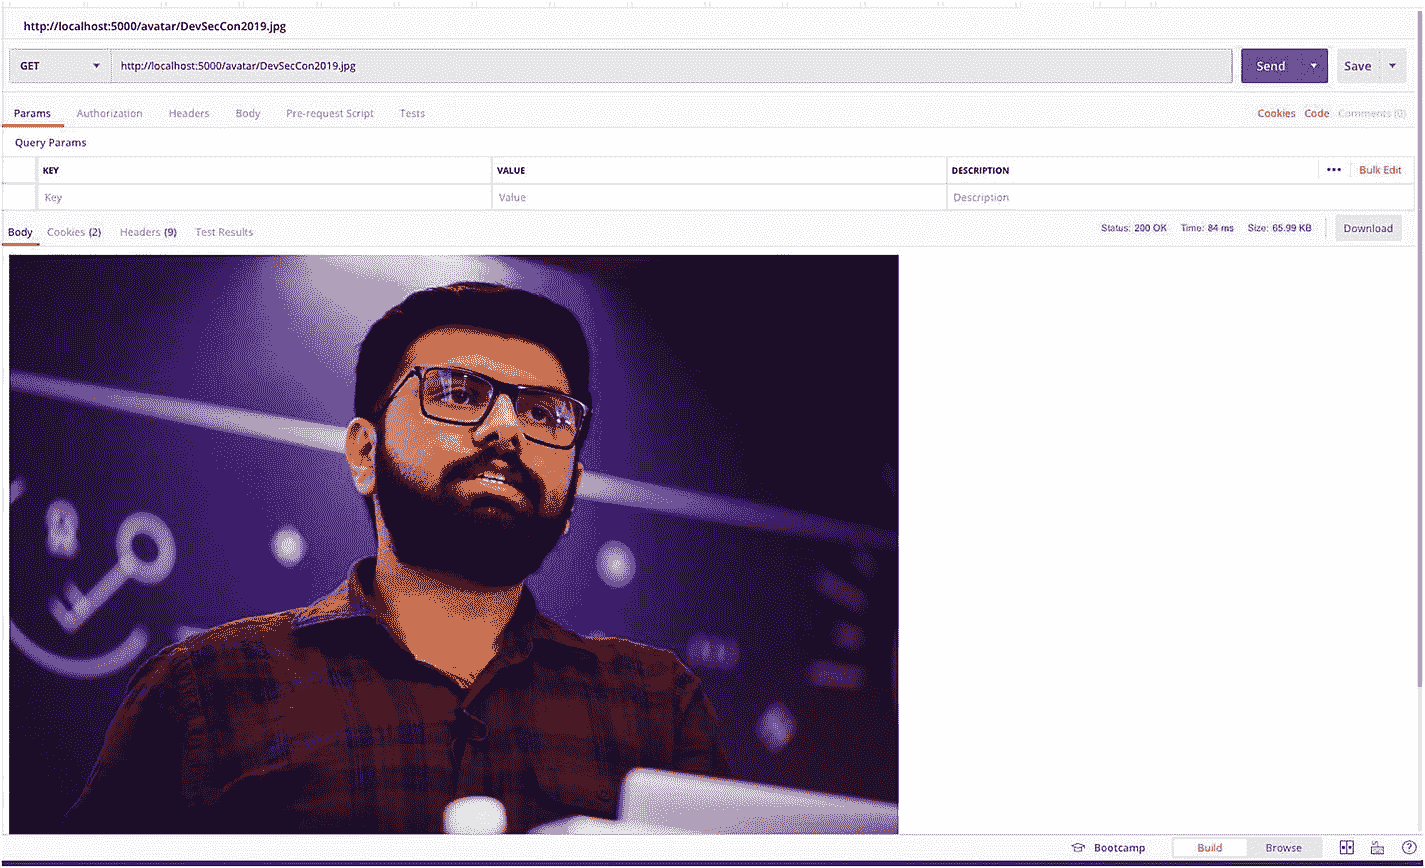 http://localhost:5000/avatar/DevSecCon2019.jpg
GET http://localhost:5000/avatar/DevSecCon2019.jpg Send Save
Params Authorization Headers Body Pre-request Script Tests Cookies Code Comments (0)
Query Params
KEY VALUE DESCRIPTION ••• Bulk Edit
Key Value Description
Body Cookies (2) Headers (9) Test Results Status: 200 OK Time: 84 ms Size: 65.99 KB Download
Bootcamp Build Browse